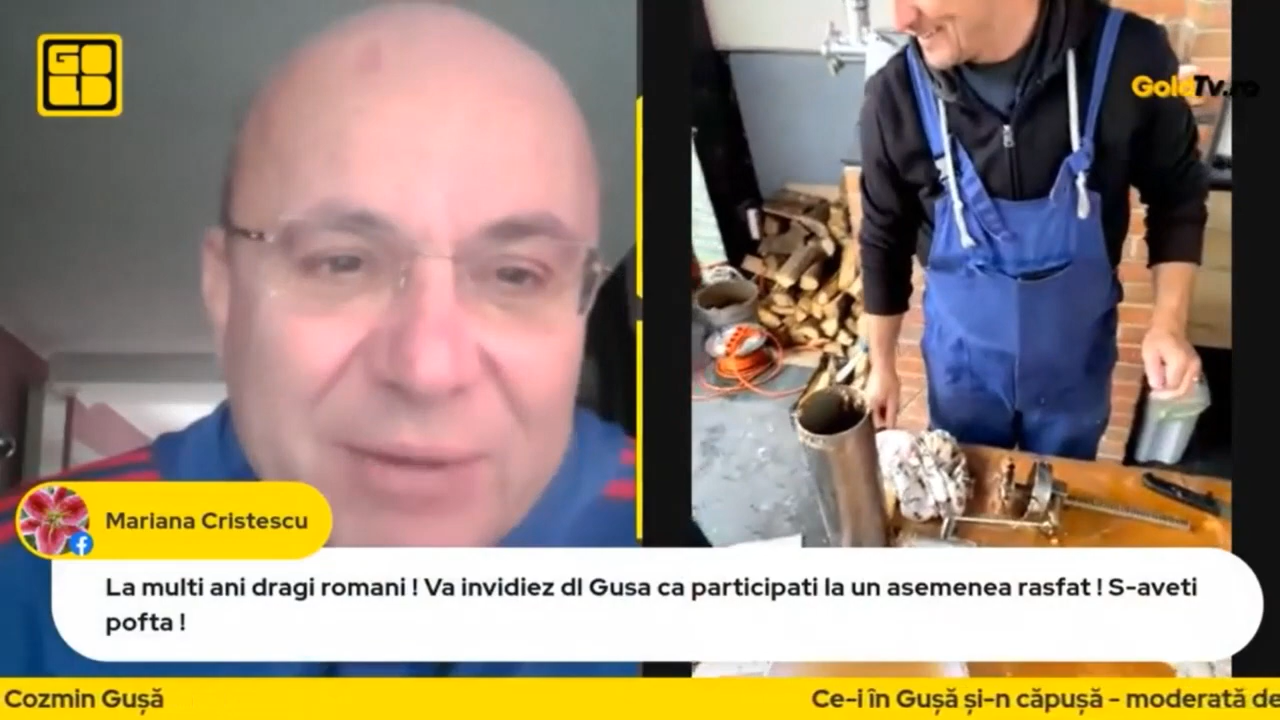 GOLD
GoldTv.ro
Mariana Cristescu
La multi ani dragi romani ! Va invidiez dl Gusa ca participati la un asemenea rasfat ! S-aveti
pofta !
Cozmin Gușă
Ce-i în Gușă și-n căpușă - moderată de